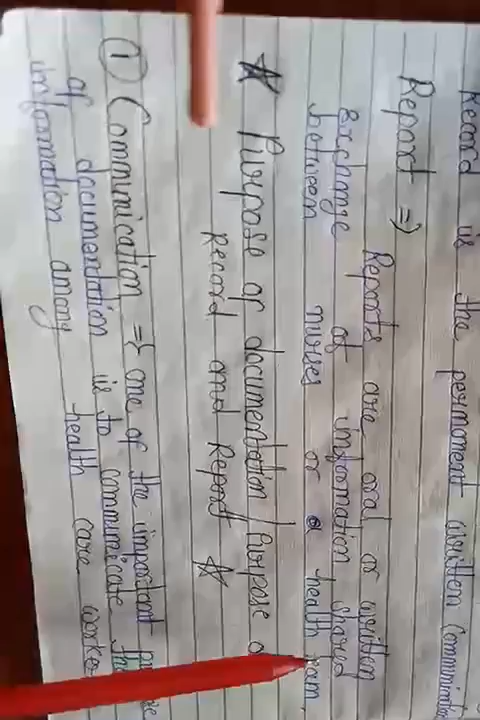 Record is the permanent written communication
Report ⇒ Reports are oral or written
exchange of information shared
between nurses or a health team.
☆ Purpose of documentation / Purpose of
Record and Report ☆
① Communication ⇒ one of the important
of documentation is to communicate the
information among health care worke